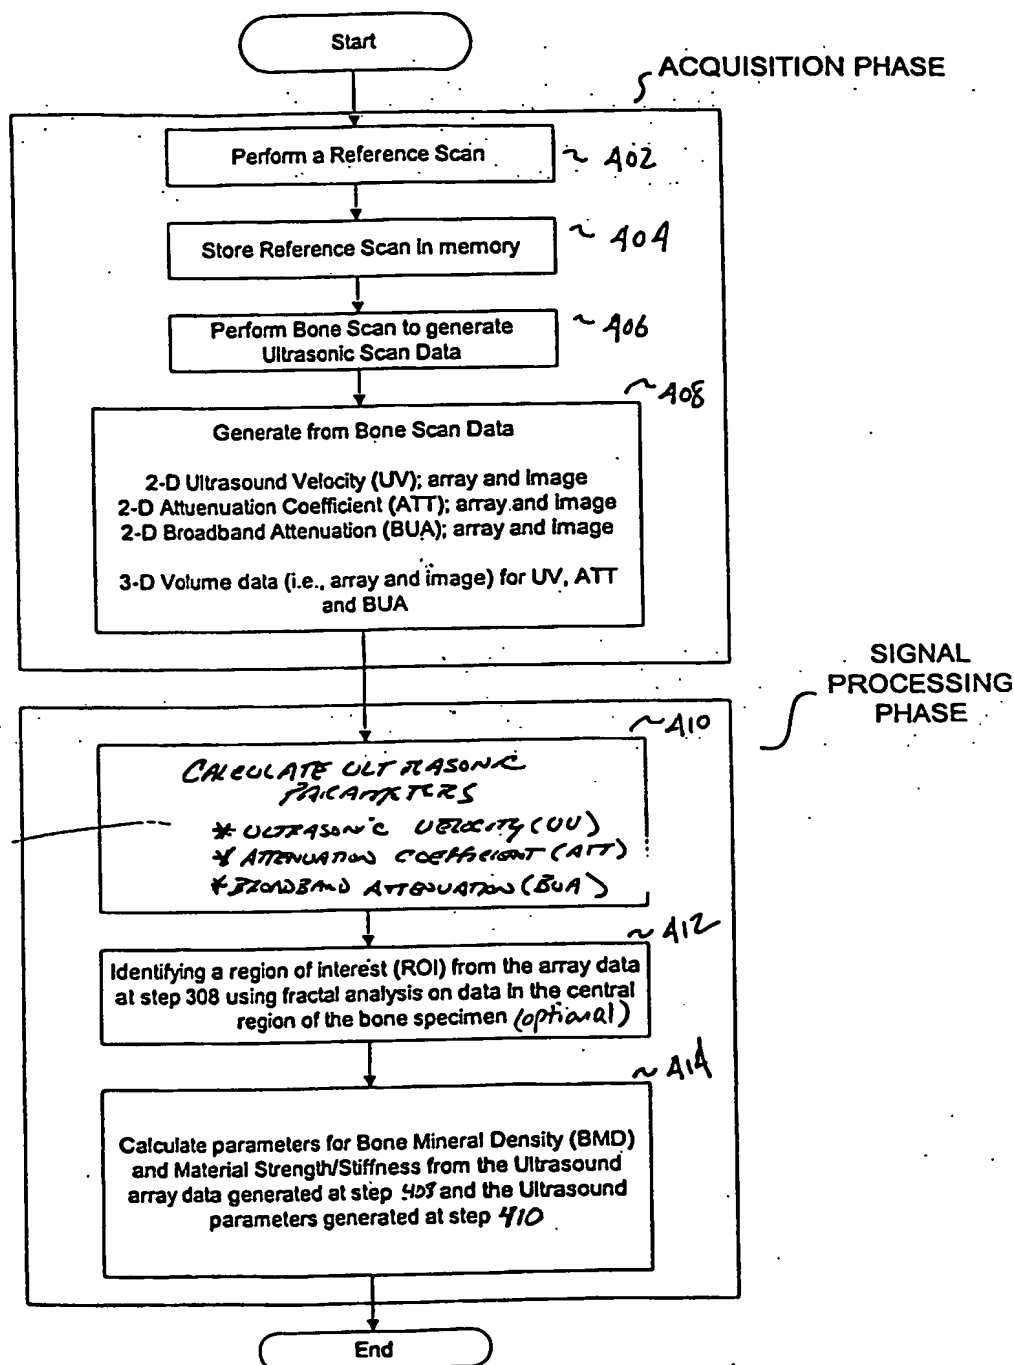 Start
ACQUISITION PHASE
Perform a Reference Scan
~ 402
Store Reference Scan in memory
~ 404
Perform Bone Scan to generate
Ultrasonic Scan Data
~ 406
~ 408
Generate from Bone Scan Data
2-D Ultrasound Velocity (UV); array and image
2-D Attuenuation Coefficient (ATT); array and image
2-D Broadband Attenuation (BUA); array and image
3-D Volume data (i.e., array and image) for UV, ATT
and BUA
SIGNAL
PROCESSING
PHASE
~ 410
CALCULATE ULTRASONIC
PARAMETERS
* ULTRASONIC VELOCITY (UV)
* ATTENUATION COEFFICIENT (ATT)
* BROADBAND ATTENUATION (BUA)
~ 412
Identifying a region of interest (ROI) from the array data
at step 308 using fractal analysis on data in the central
region of the bone specimen (optional)
~ 414
Calculate parameters for Bone Mineral Density (BMD)
and Material Strength/Stiffness from the Ultrasound
array data generated at step 408 and the Ultrasound
parameters generated at step 410
End